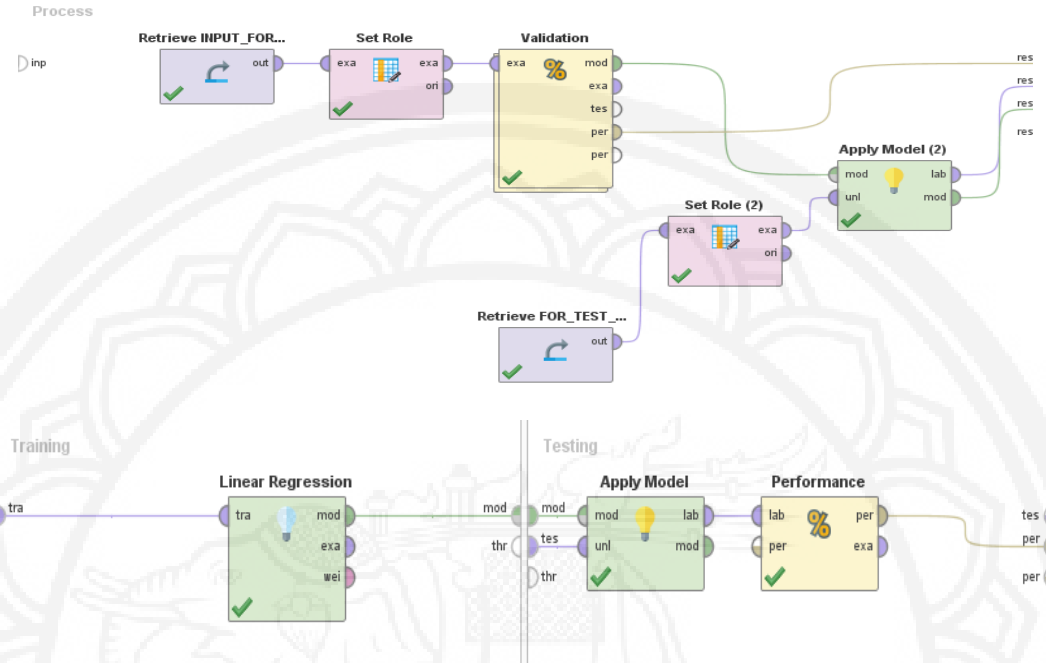 Process
Retrieve INPUT_FOR...
Set Role
Validation
inp
out
exa
exa
ori
exa
mod
exa
tes
per
per
res
res
res
res
Apply Model (2)
mod
lab
unl
mod
Set Role (2)
exa
exa
ori
Retrieve FOR_TEST_...
out
Training
Testing
Linear Regression
Apply Model
Performance
tra
tra
mod
exa
wei
mod
thr
mod
tes
thr
mod
lab
unl
mod
lab
per
per
exa
tes
per
per